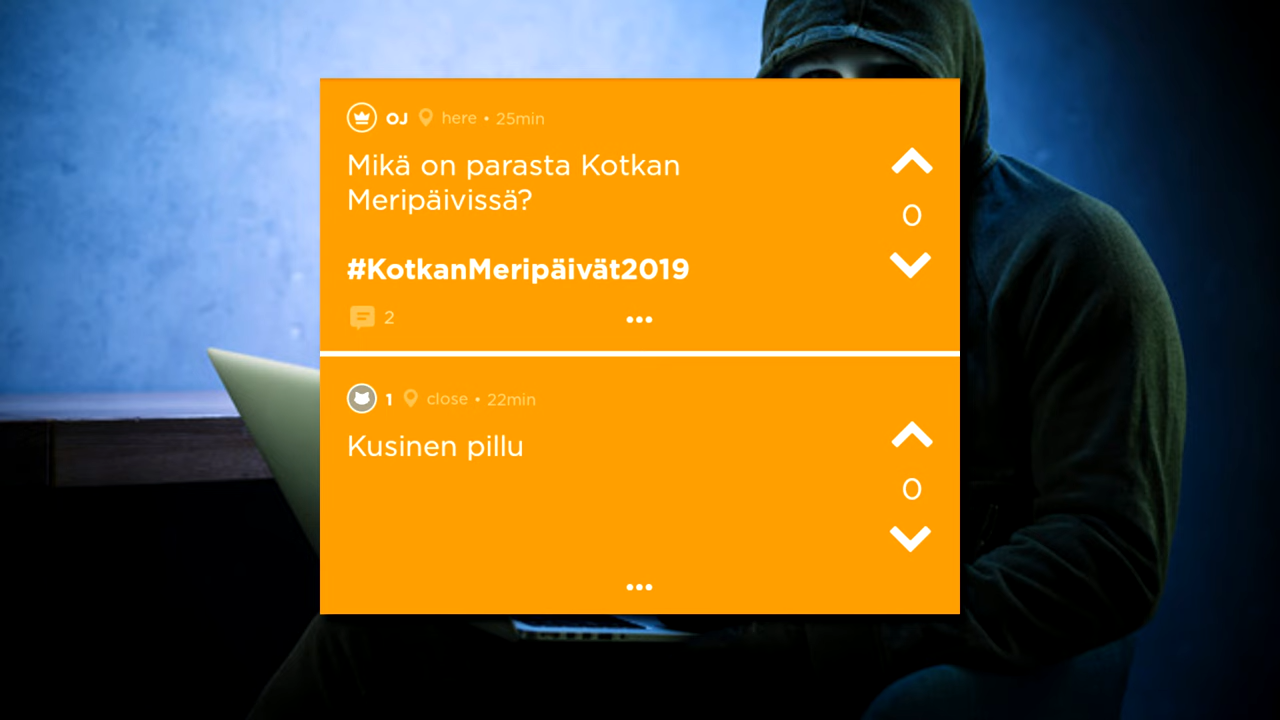 OJ here • 25min
Mikä on parasta Kotkan
Meripäivissä?
0
#KotkanMeripäivät2019
2
1 close • 22min
Kusinen pillu
0